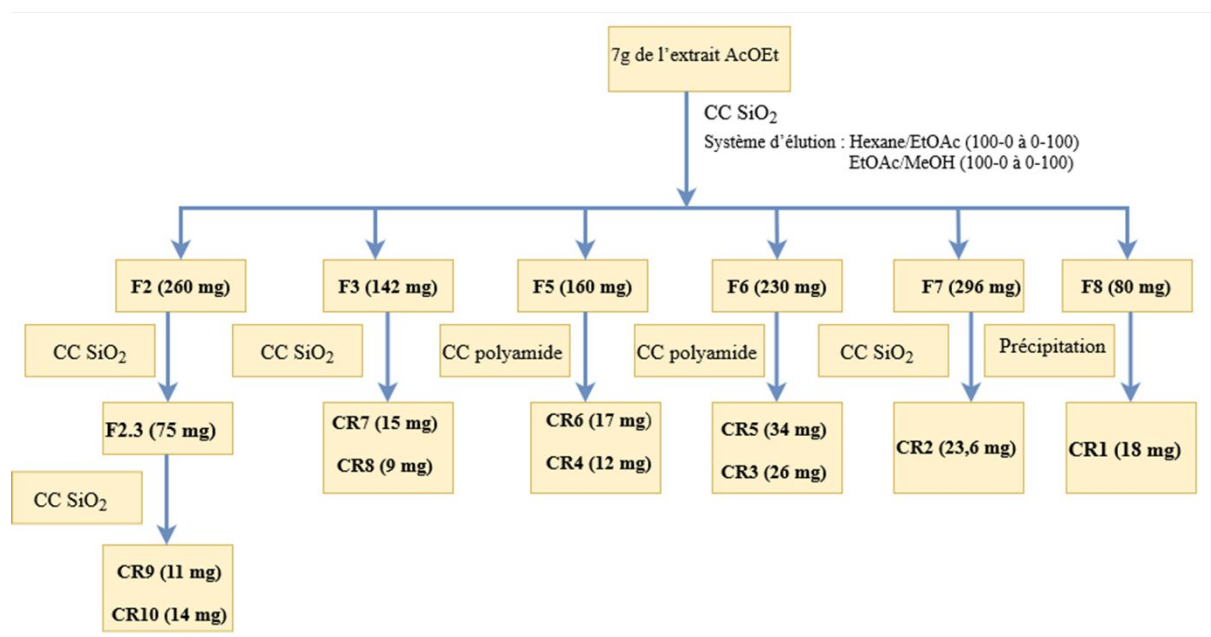 7g de l’extrait AcOEt
CC SiO₂
Système d’élution : Hexane/EtOAc (100-0 à 0-100)
EtOAc/MeOH (100-0 à 0-100)
F2 (260 mg)
F3 (142 mg)
F5 (160 mg)
F6 (230 mg)
F7 (296 mg)
F8 (80 mg)
CC SiO₂
CC SiO₂
CC polyamide
CC polyamide
CC SiO₂
Précipitation
F2.3 (75 mg)
CR7 (15 mg)
CR8 (9 mg)
CR6 (17 mg)
CR4 (12 mg)
CR5 (34 mg)
CR3 (26 mg)
CR2 (23,6 mg)
CR1 (18 mg)
CC SiO₂
CR9 (11 mg)
CR10 (14 mg)